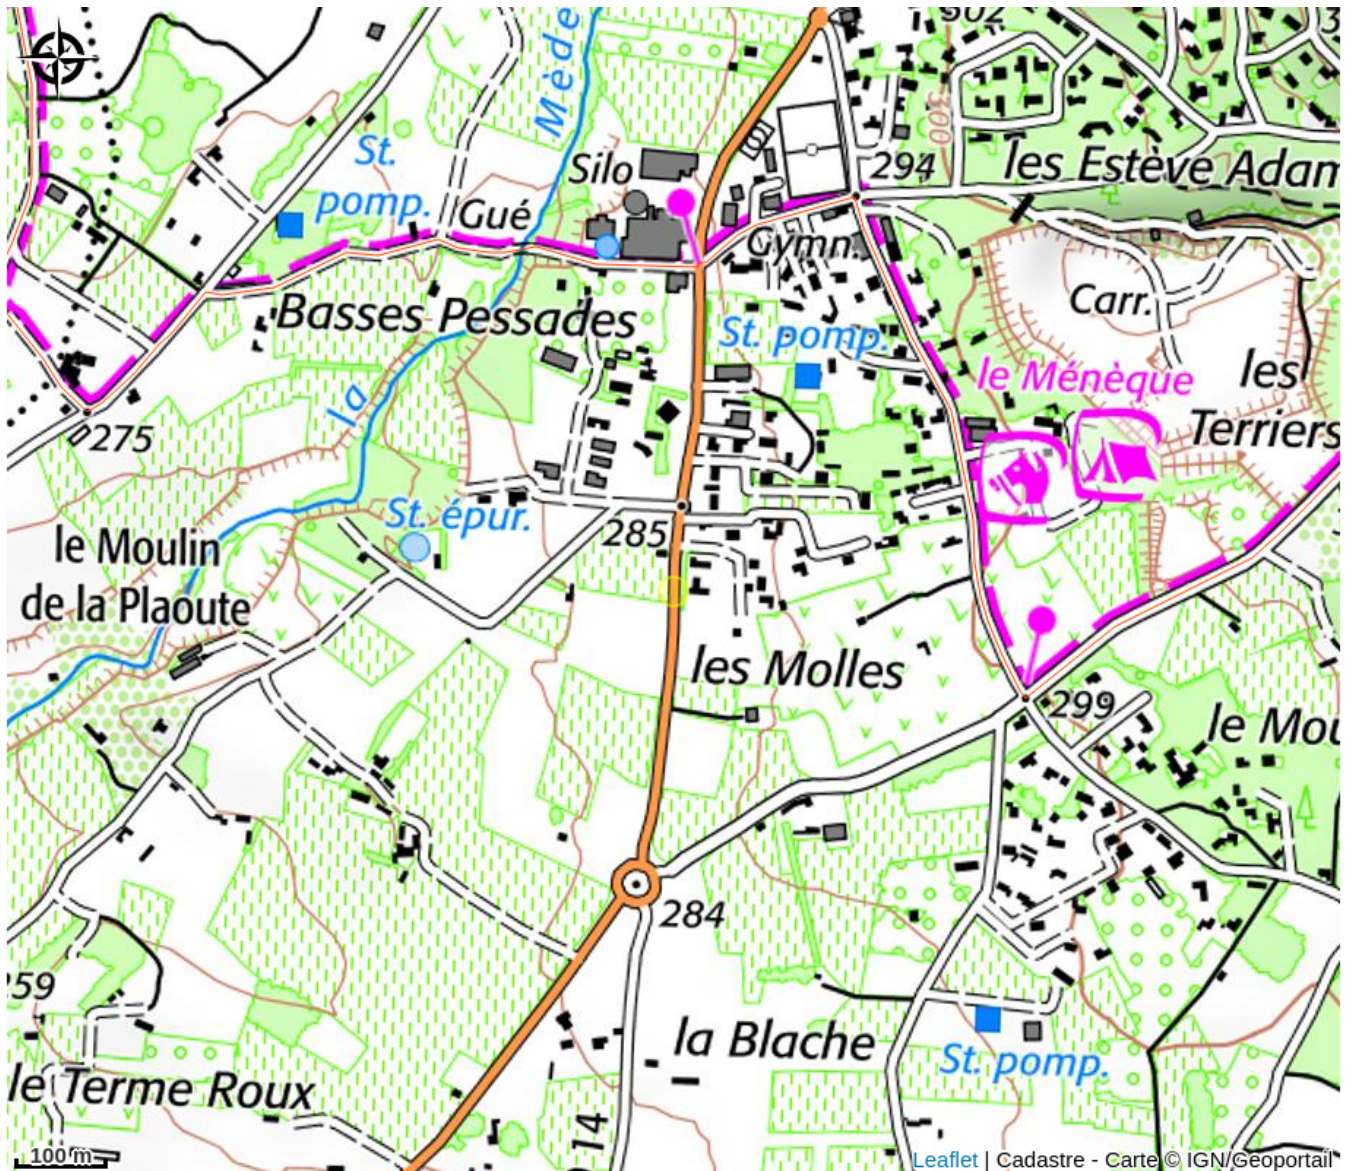 302
Mède
St.
pomp.
Silo
294
les Estève Adam
300
Gué
Gymn.
Carr.
Basses Pessades
St. pomp.
le Ménèque
les
Terriers
la
275
St. épur.
285
le Moulin
de la Plaoute
les Molles
299
le Mou
284
259
la Blache
St. pomp.
le Terme Roux
14
100 m
Leaflet | Cadastre - Carte © IGN/Geoportail